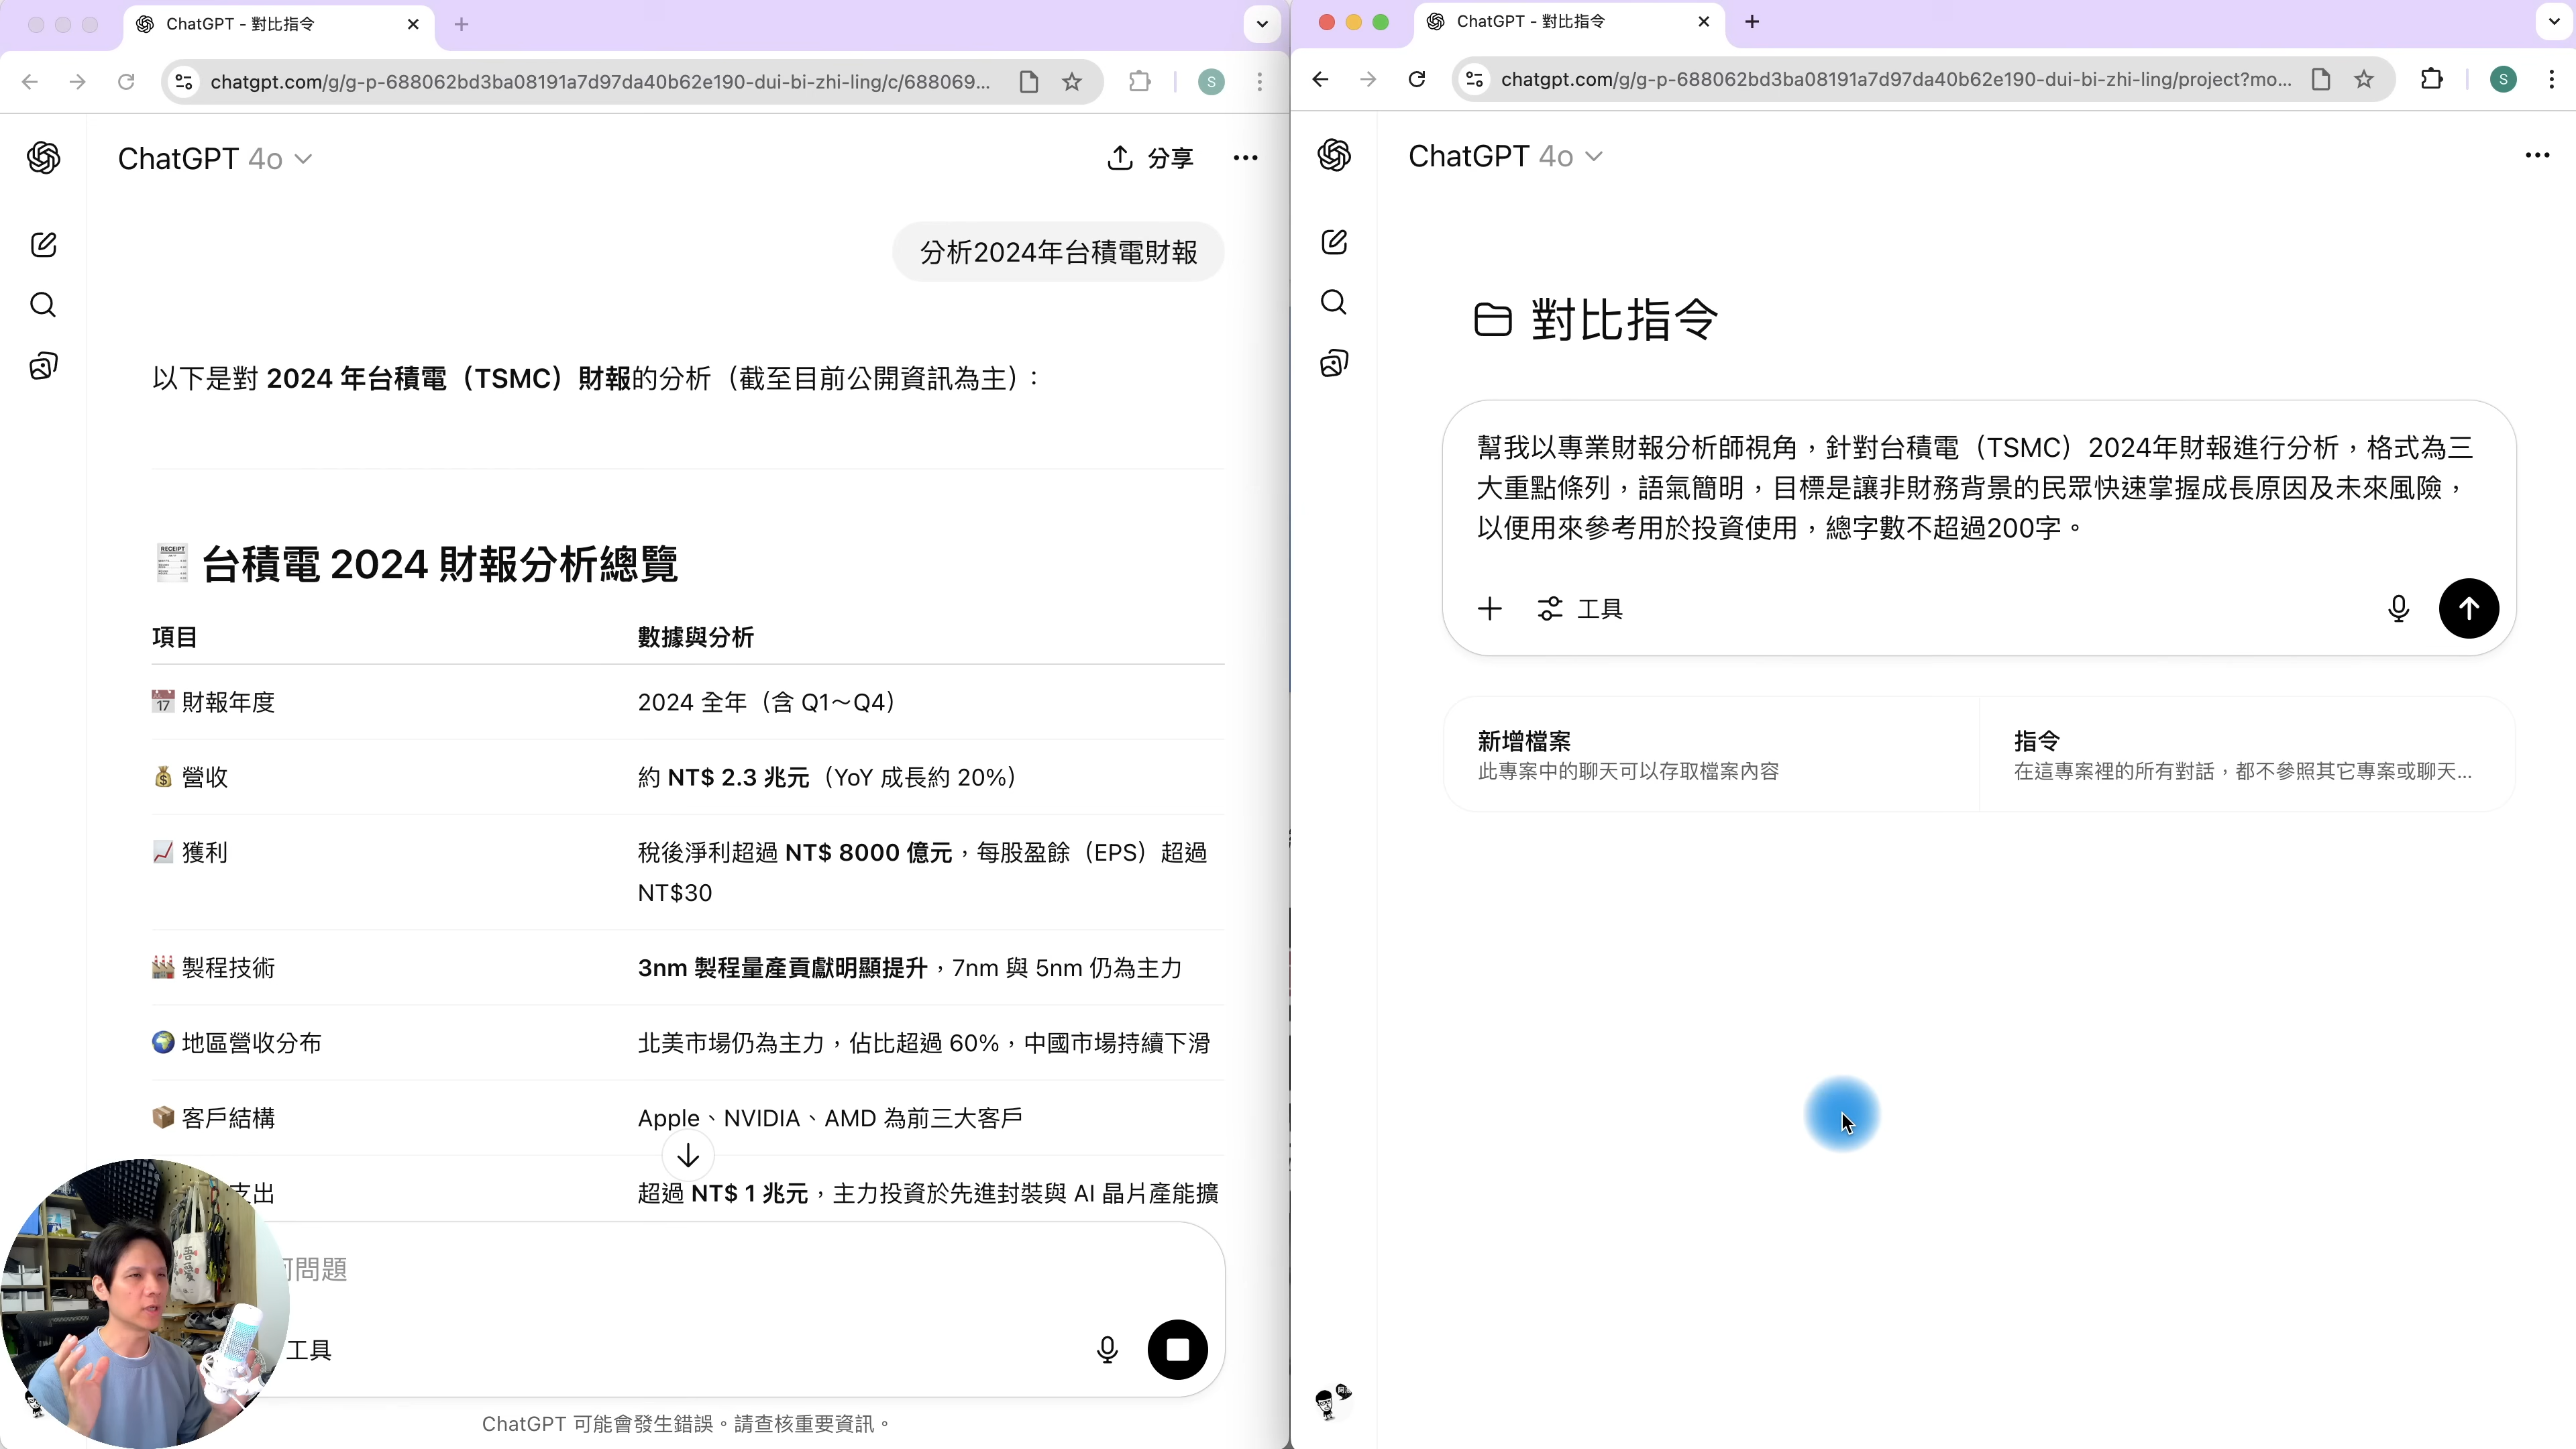 ChatGPT - 對比指令
chatgpt.com/g/g-p-688062bd3ba08191a7d97da40b62e190-dui-bi-zhi-ling/c/688069...
S
ChatGPT 4o
分享
分析2024年台積電財報
以下是對 2024 年台積電（TSMC）財報的分析（截至目前公開資訊為主）：
RECEIPT
台積電 2024 財報分析總覽
項目 數據與分析
17 財報年度 2024 全年（含 Q1～Q4）
營收 約 NT$ 2.3 兆元（YoY 成長約 20%）
獲利 稅後淨利超過 NT$ 8000 億元，每股盈餘（EPS）超過
NT$30
製程技術 3nm 製程量產貢獻明顯提升，7nm 與 5nm 仍為主力
地區營收分布 北美市場仍為主力，佔比超過 60%，中國市場持續下滑
客戶結構 Apple、NVIDIA、AMD 為前三大客戶
支出 超過 NT$ 1 兆元，主力投資於先進封裝與 AI 晶片產能擴
問題
工具
ChatGPT 可能會發生錯誤。請查核重要資訊。
ChatGPT - 對比指令
chatgpt.com/g/g-p-688062bd3ba08191a7d97da40b62e190-dui-bi-zhi-ling/project?mo...
S
ChatGPT 4o
對比指令
幫我以專業財報分析師視角，針對台積電（TSMC）2024年財報進行分析，格式為三
大重點條列，語氣簡明，目標是讓非財務背景的民眾快速掌握成長原因及未來風險，
以便用來參考用於投資使用，總字數不超過200字。
工具
新增檔案
此專案中的聊天可以存取檔案內容
指令
在這專案裡的所有對話，都不參照其它專案或聊天...